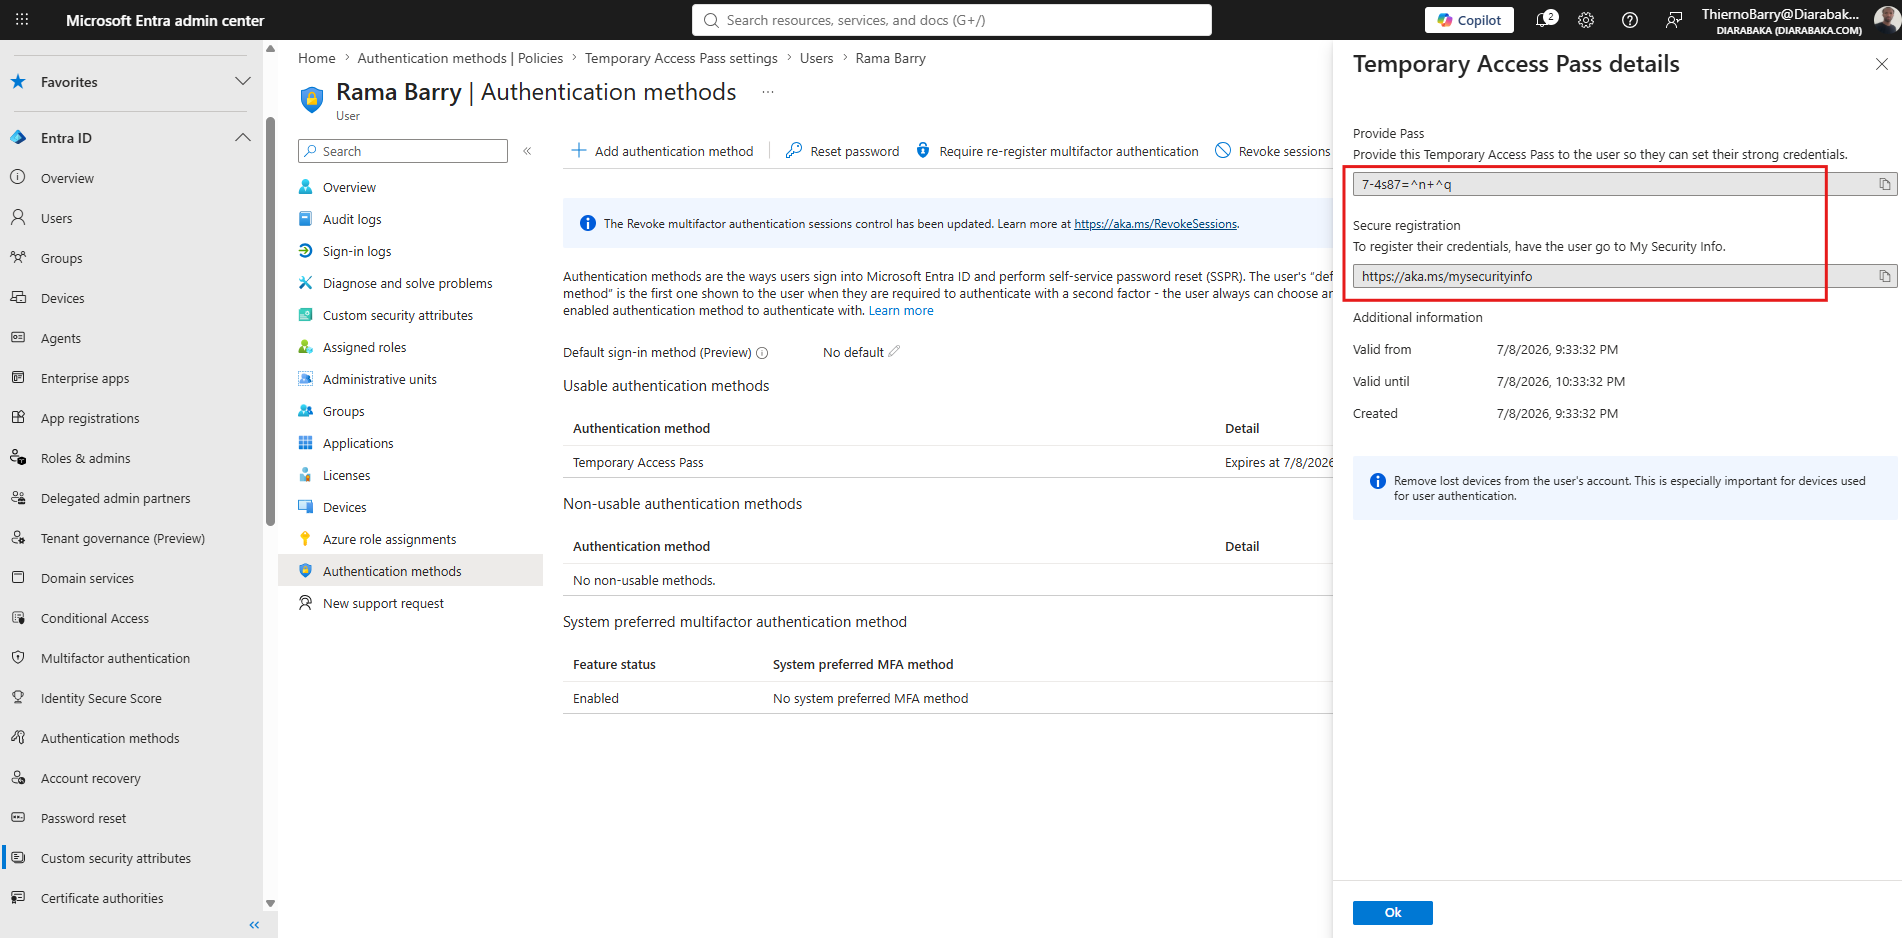 Microsoft Entra admin center
Search resources, services, and docs (G+/)
Copilot
2
ThiernoBarry@Diarabak...
DIARABAKA (DIARABAKA.COM)
Favorites
Entra ID
Overview
Users
Groups
Devices
Agents
Enterprise apps
App registrations
Roles & admins
Delegated admin partners
Tenant governance (Preview)
Domain services
Conditional Access
Multifactor authentication
Identity Secure Score
Authentication methods
Account recovery
Password reset
Custom security attributes
Certificate authorities
Home > Authentication methods | Policies > Temporary Access Pass settings > Users > Rama Barry
Rama Barry | Authentication methods ...
User
Search
Overview
Audit logs
Sign-in logs
Diagnose and solve problems
Custom security attributes
Assigned roles
Administrative units
Groups
Applications
Licenses
Devices
Azure role assignments
Authentication methods
New support request
Add authentication method Reset password Require re-register multifactor authentication Revoke sessions
The Revoke multifactor authentication sessions control has been updated. Learn more at https://aka.ms/RevokeSessions.
Authentication methods are the ways users sign into Microsoft Entra ID and perform self-service password reset (SSPR). The user's "def
method" is the first one shown to the user when they are required to authenticate with a second factor - the user always can choose an
enabled authentication method to authenticate with. Learn more
Default sign-in method (Preview) No default
Usable authentication methods
Authentication method Detail
Temporary Access Pass Expires at 7/8/2026
Non-usable authentication methods
Authentication method Detail
No non-usable methods.
System preferred multifactor authentication method
Feature status System preferred MFA method
Enabled No system preferred MFA method
Temporary Access Pass details
Provide Pass
Provide this Temporary Access Pass to the user so they can set their strong credentials.
7-4s87=^n+^q
Secure registration
To register their credentials, have the user go to My Security Info.
https://aka.ms/mysecurityinfo
Additional information
Valid from 7/8/2026, 9:33:32 PM
Valid until 7/8/2026, 10:33:32 PM
Created 7/8/2026, 9:33:32 PM
Remove lost devices from the user's account. This is especially important for devices used
for user authentication.
Ok